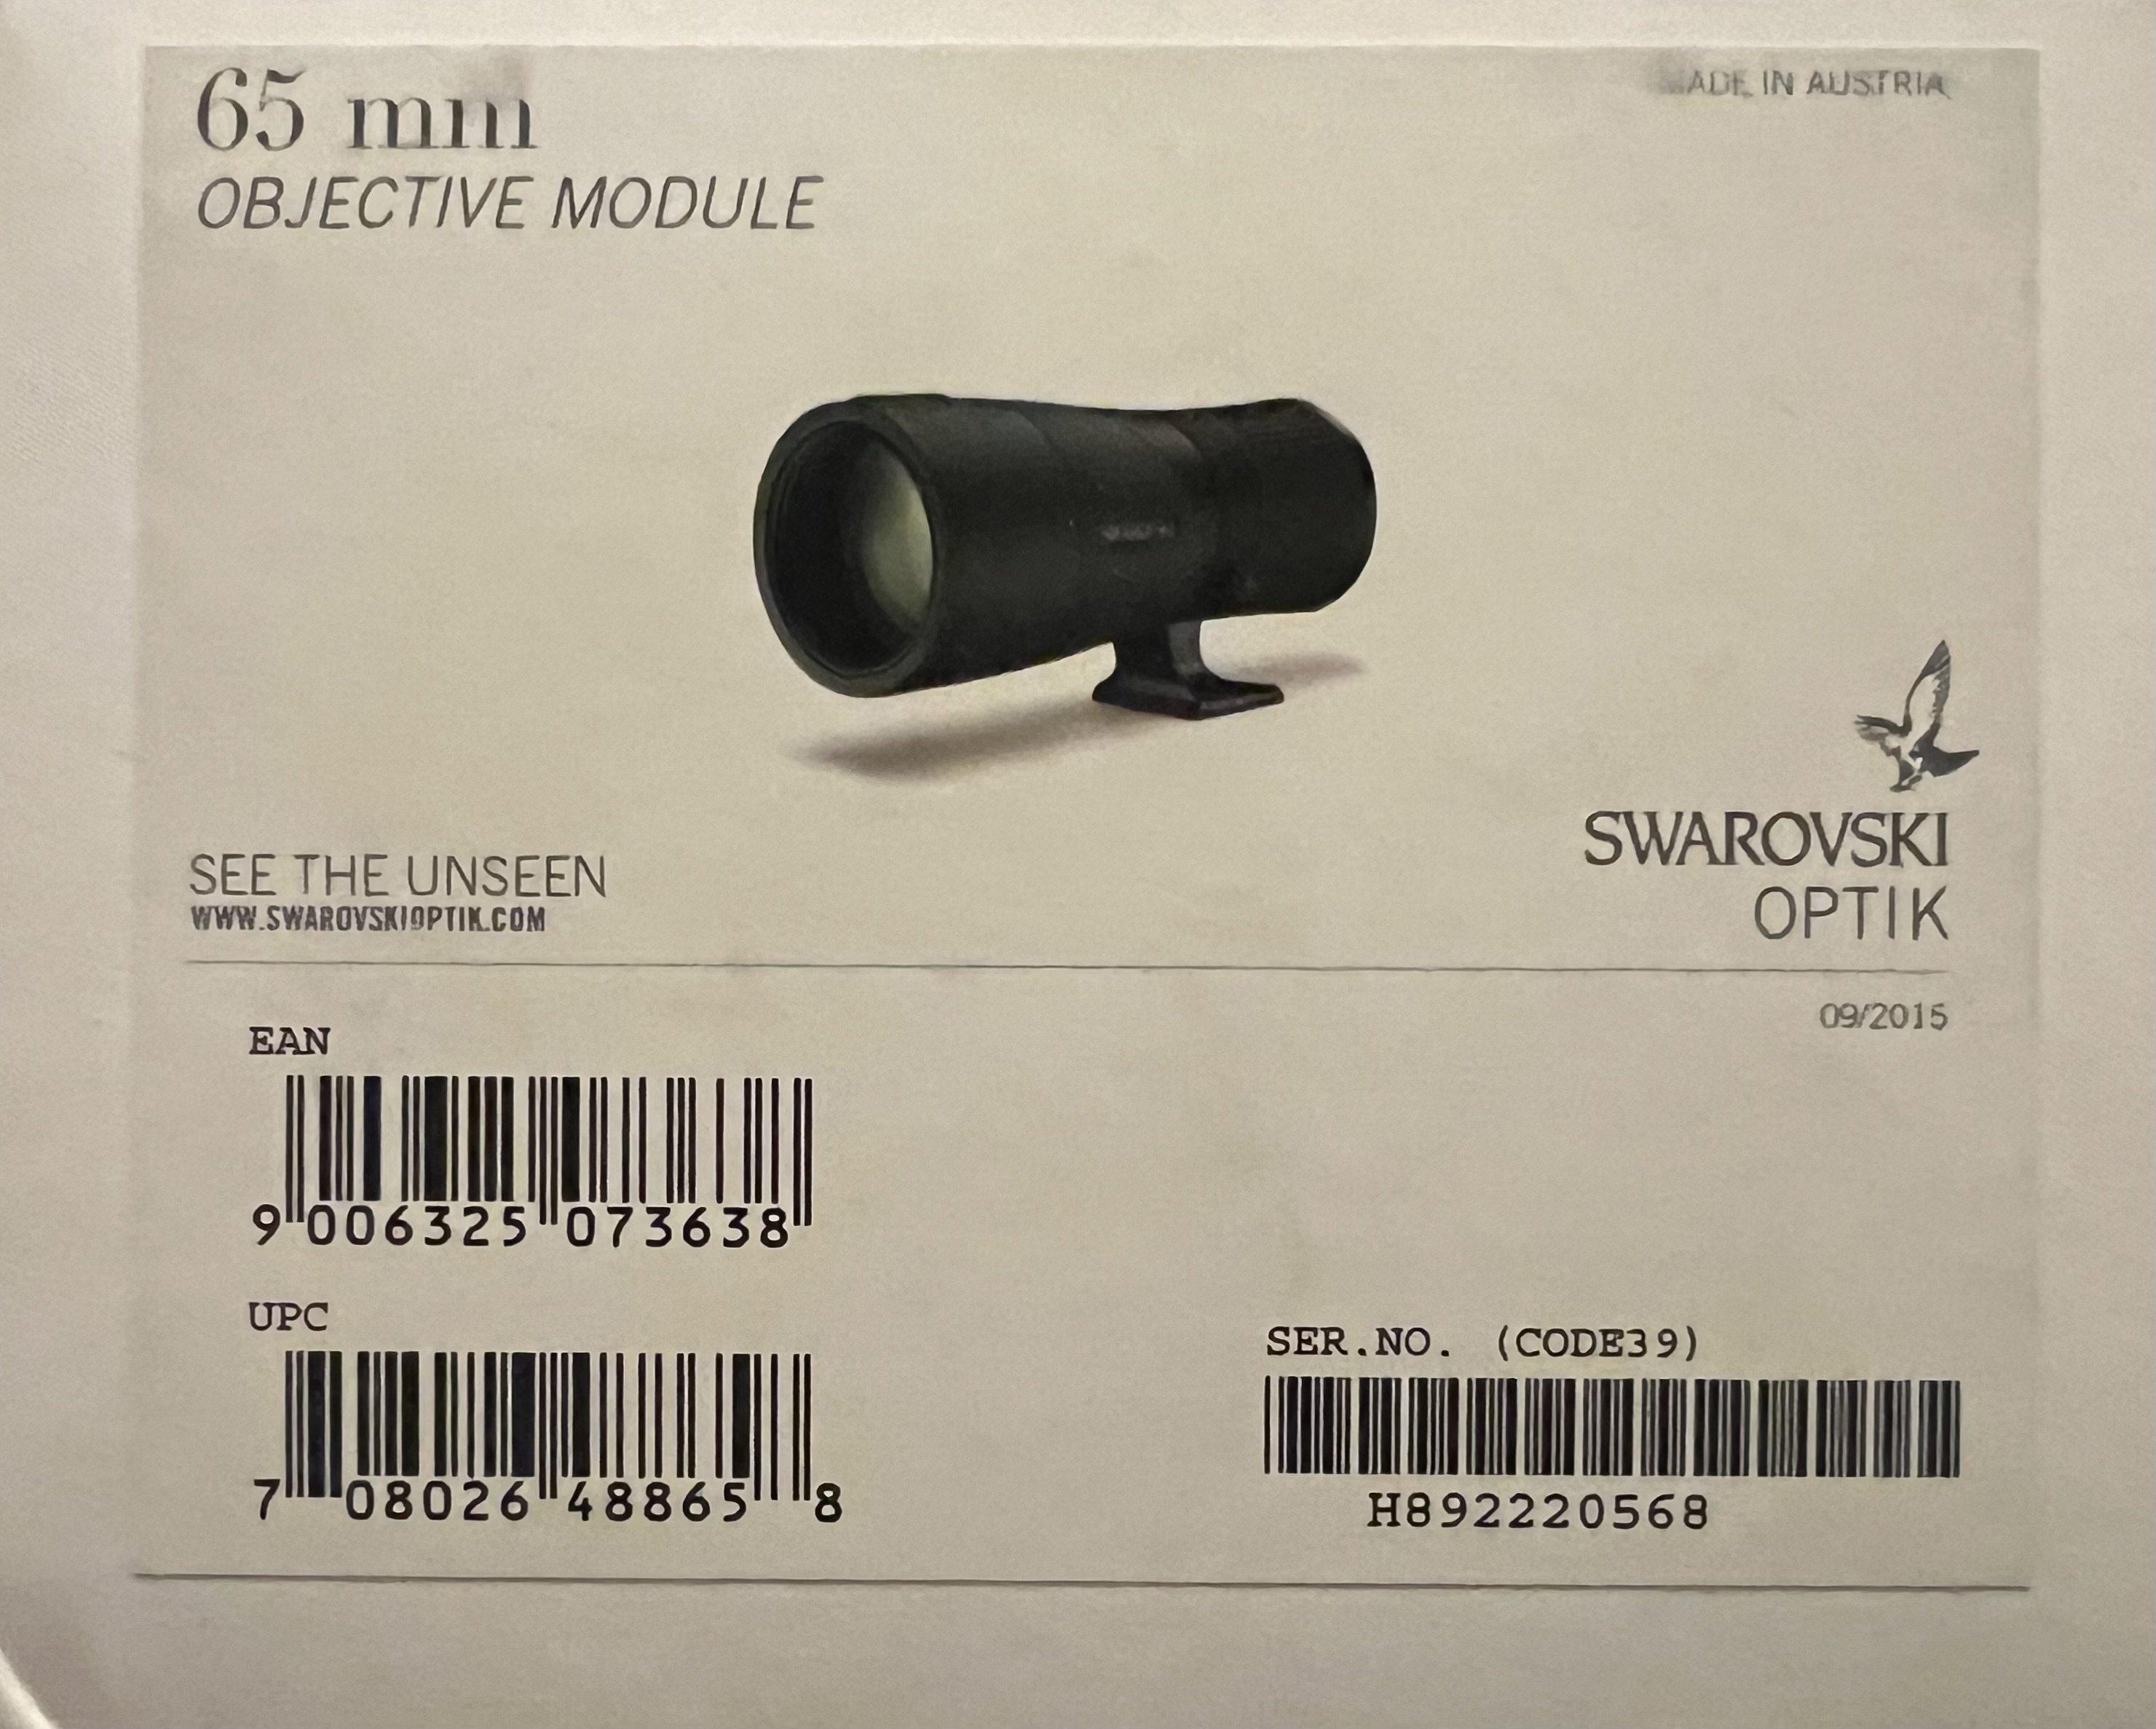 65 mm
MADE IN AUSTRIA
OBJECTIVE MODULE
SEE THE UNSEEN
WWW.SWAROVSKIOPTIK.COM
SWAROVSKI
OPTIK
09/2015
EAN
9 006325 073638
UPC
7 08026 48865 8
SER.NO. (CODE39)
H892220568